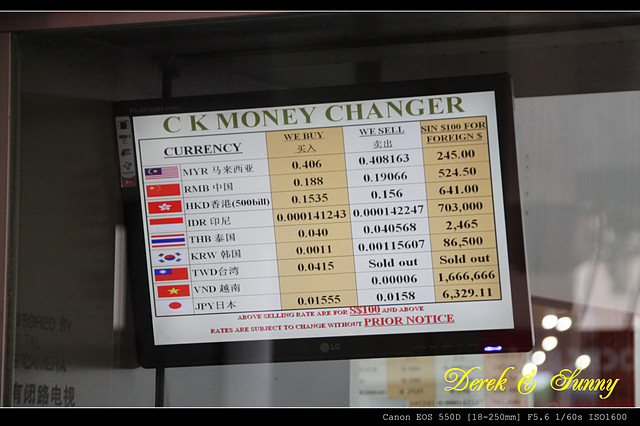 C K MONEY CHANGER
CURRENCY WE BUY 买入 WE SELL 卖出 SIN $100 FOR FOREIGN $
MYR 马来西亚 0.406 0.408163 245.00
RMB 中国 0.188 0.19066 524.50
HKD香港(500bill) 0.1535 0.156 641.00
IDR 印尼 0.000141243 0.000142247 703,000
THB 泰国 0.040 0.040568 2,465
KRW 韩国 0.0011 0.00115607 86,500
TWD台湾 0.0415 Sold out Sold out
VND 越南 0.00006 1,666,666
JPY日本 0.01555 0.0158 6,329.11
ABOVE SELLING RATE ARE FOR S$100 AND ABOVE
RATES ARE SUBJECT TO CHANGE WITHOUT PRIOR NOTICE
LG
有闭路电视
Derek & Sunny
Canon EOS 550D [18-250mm] F5.6 1/60s ISO1600